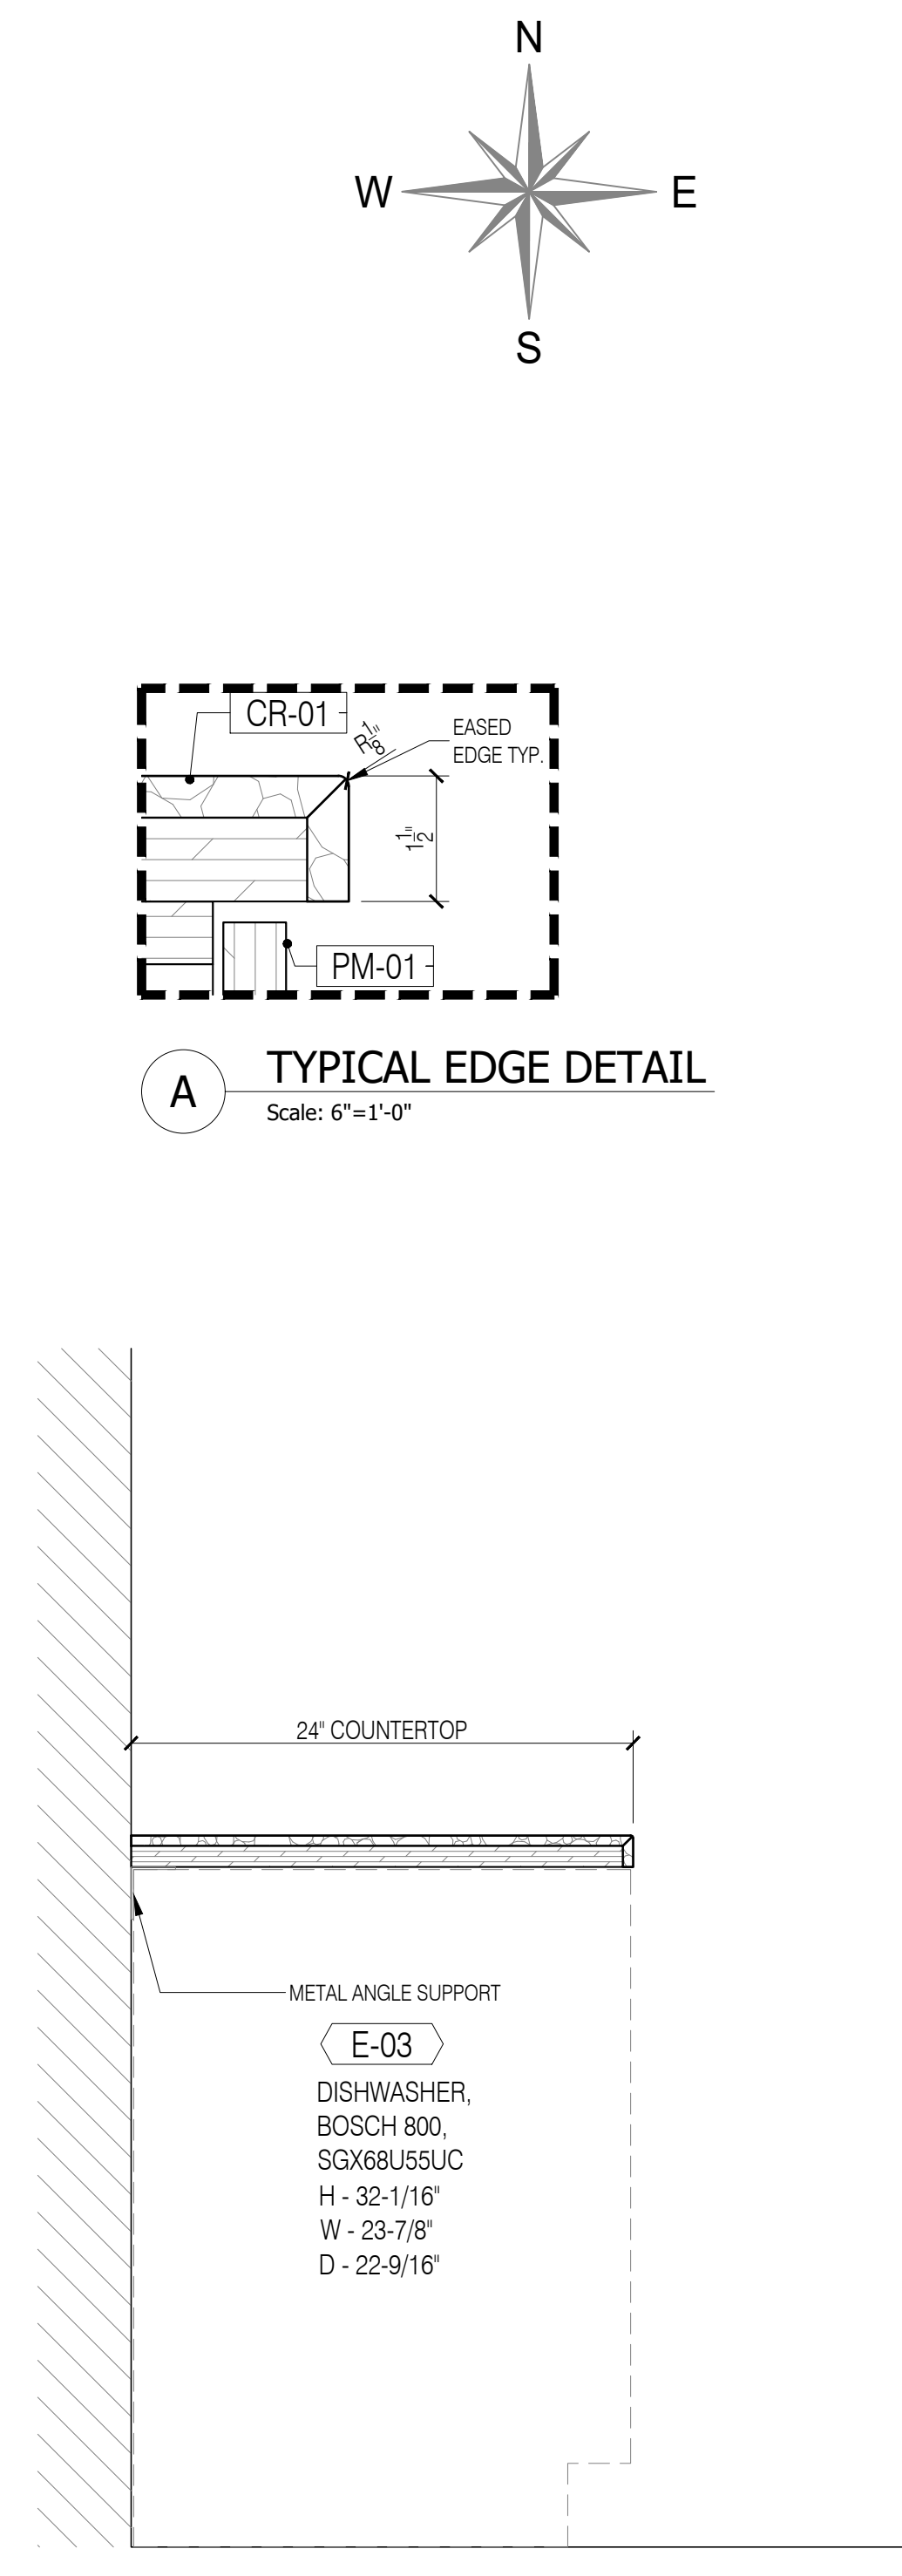 N
W E
S
CR-01
R1/8"
EASED
EDGE TYP.
1 1/2"
PM-01
A
TYPICAL EDGE DETAIL
Scale: 6"=1'-0"
24" COUNTERTOP
METAL ANGLE SUPPORT
E-03
DISHWASHER,
BOSCH 800,
SGX68U55UC
H - 32-1/16"
W - 23-7/8"
D - 22-9/16"